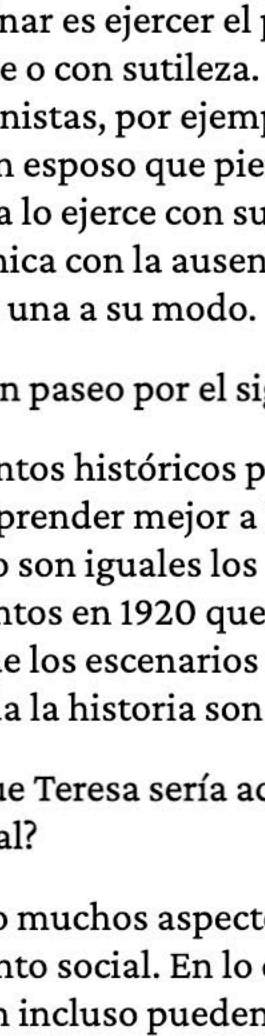 nar es ejercer el
e o con sutileza.
nistas, por ejem
n esposo que pie
a lo ejerce con su
nica con la ausen
una a su modo.
n paseo por el si
ntos históricos p
prender mejor a
o son iguales los
ntos en 1920 que
e los escenarios
a la historia son
ue Teresa sería ac
al?
o muchos aspect
nto social. En lo
n incluso pueden